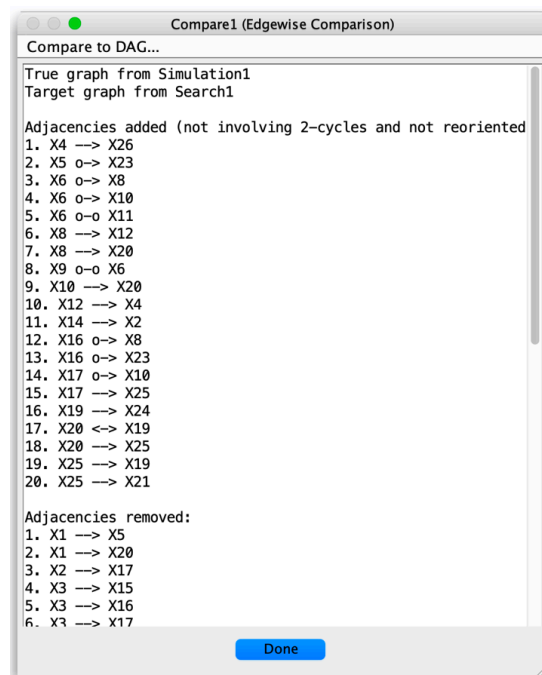 Compare1 (Edgewise Comparison)
Compare to DAG...
True graph from Simulation1
Target graph from Search1
Adjacencies added (not involving 2-cycles and not reoriented
1. X4 --> X26
2. X5 o-> X23
3. X6 o-> X8
4. X6 o-> X10
5. X6 o-o X11
6. X8 --> X12
7. X8 --> X20
8. X9 o-o X6
9. X10 --> X20
10. X12 --> X4
11. X14 --> X2
12. X16 o-> X8
13. X16 o-> X23
14. X17 o-> X10
15. X17 --> X25
16. X19 --> X24
17. X20 <-> X19
18. X20 --> X25
19. X25 --> X19
20. X25 --> X21
Adjacencies removed:
1. X1 --> X5
2. X1 --> X20
3. X2 --> X17
4. X3 --> X15
5. X3 --> X16
6. X3 --> X17
Done